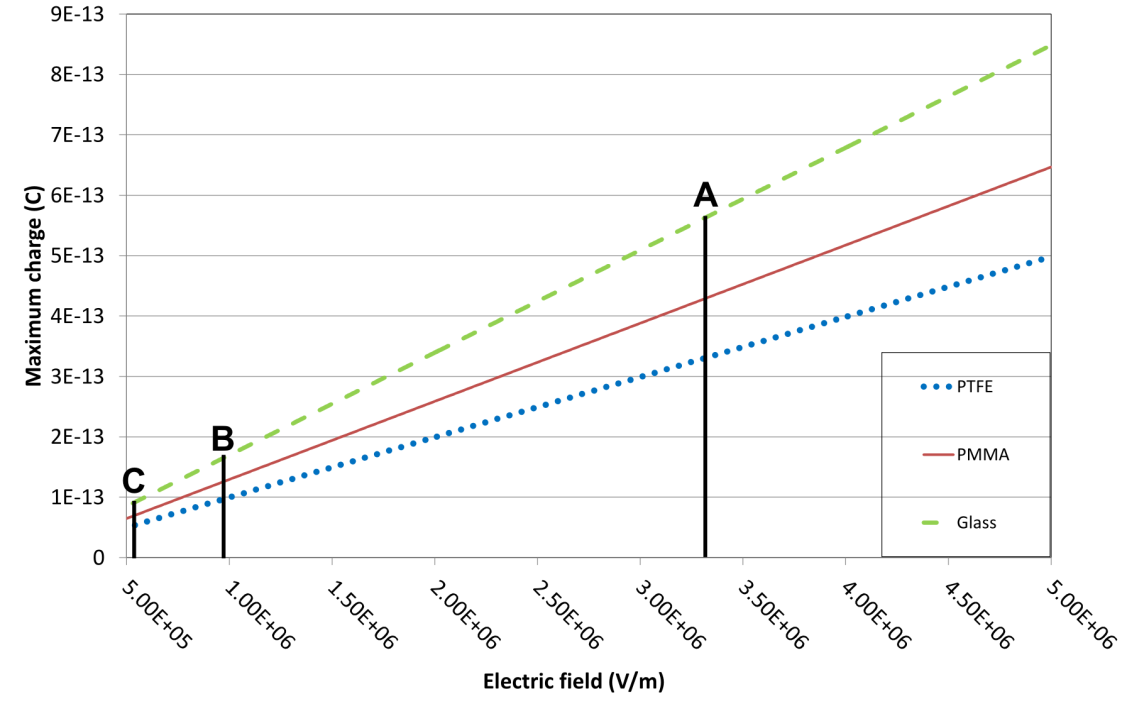 9E-13
8E-13
7E-13
6E-13
5E-13
4E-13
3E-13
2E-13
1E-13
0
Maximum charge (C)
A
B
C
PTFE
PMMA
Glass
5.00E+05
1.00E+06
1.50E+06
2.00E+06
2.50E+06
3.00E+06
3.50E+06
4.00E+06
4.50E+06
5.00E+06
Electric field (V/m)